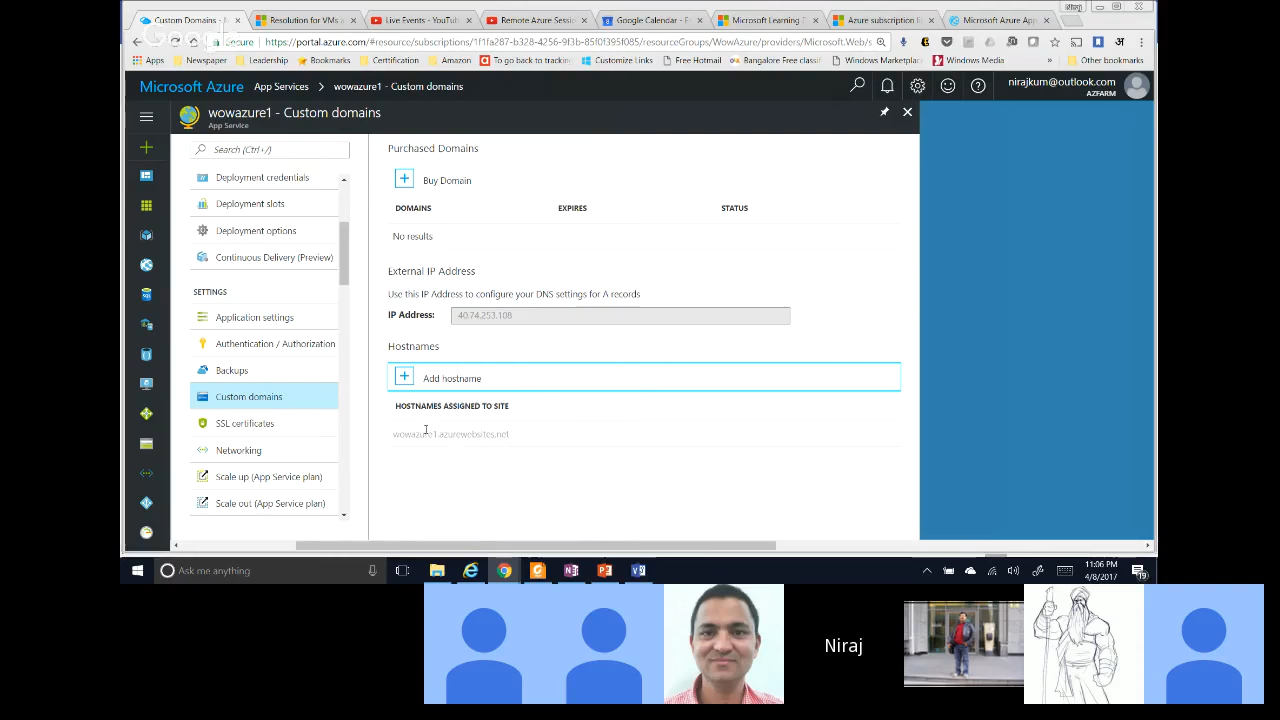 Niraj
Custom Domains - M
Resolution for VMs a
Live Events - YouTub
Remote Azure Sessi
Google Calendar - F
Microsoft Learning
Azure subscription li
Microsoft Azure Ap
Google
Secure
https://portal.azure.com/#resource/subscriptions/1f1fa287-b328-4256-9f3b-85f0f395f085/resourceGroups/WowAzure/providers/Microsoft.Web/s
Apps
Newspaper
Leadership
Bookmarks
Certification
Amazon
To go back to tracking
Customize Links
Free Hotmail
Bangalore Free classif
Windows Marketplace
Windows Media
»
Other bookmarks
Microsoft Azure
App Services > wowazure1 - Custom domains
nirajkum@outlook.com
AZFARM
wowazure1 - Custom domains
App Service
Search (Ctrl+/)
Deployment credentials
Deployment slots
Deployment options
Continuous Delivery (Preview)
SETTINGS
Application settings
Authentication / Authorization
Backups
Custom domains
SSL certificates
Networking
Scale up (App Service plan)
Scale out (App Service plan)
Purchased Domains
Buy Domain
DOMAINS EXPIRES STATUS
No results
External IP Address
Use this IP Address to configure your DNS settings for A records
IP Address: 40.74.253.108
Hostnames
Add hostname
HOSTNAMES ASSIGNED TO SITE
wowazure1.azurewebsites.net
Ask me anything
11:06 PM
4/8/2017
19
Niraj